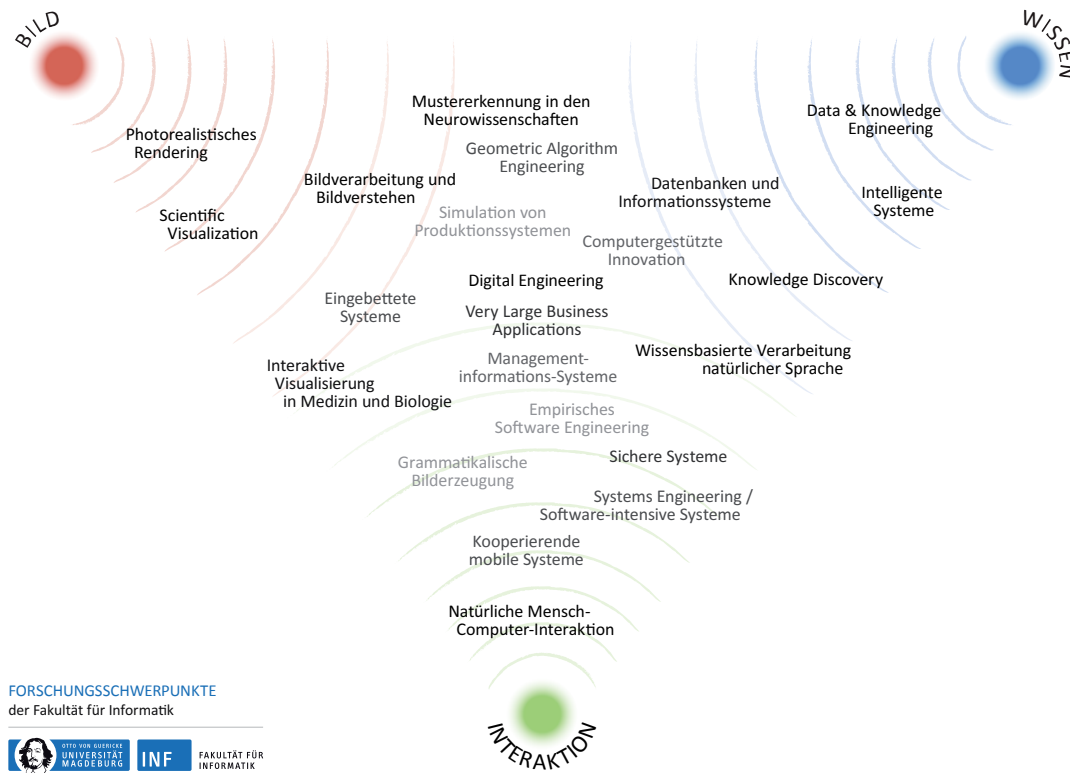 BILD
WISSEN
Mustererkennung in den
Neurowissenschaften
Data & Knowledge
Engineering
Photorealistisches
Rendering
Geometric Algorithm
Engineering
Bildverarbeitung und
Bildverstehen
Datenbanken und
Informationssysteme
Intelligente
Systeme
Scientific
Visualization
Simulation von
Produktionssystemen
Computergestützte
Innovation
Digital Engineering
Knowledge Discovery
Eingebettete
Systeme
Very Large Business
Applications
Wissensbasierte Verarbeitung
natürlicher Sprache
Interaktive
Visualisierung
in Medizin und Biologie
Management-
informations-Systeme
Empirisches
Software Engineering
Grammatikalische
Bilderzeugung
Sichere Systeme
Systems Engineering /
Software-intensive Systeme
Kooperierende
mobile Systeme
Natürliche Mensch-
Computer-Interaktion
INTERAKTION
FORSCHUNGSSCHWERPUNKTE
der Fakultät für Informatik
OTTO VON GUERICKE
UNIVERSITÄT
MAGDEBURG
INF
FAKULTÄT FÜR
INFORMATIK